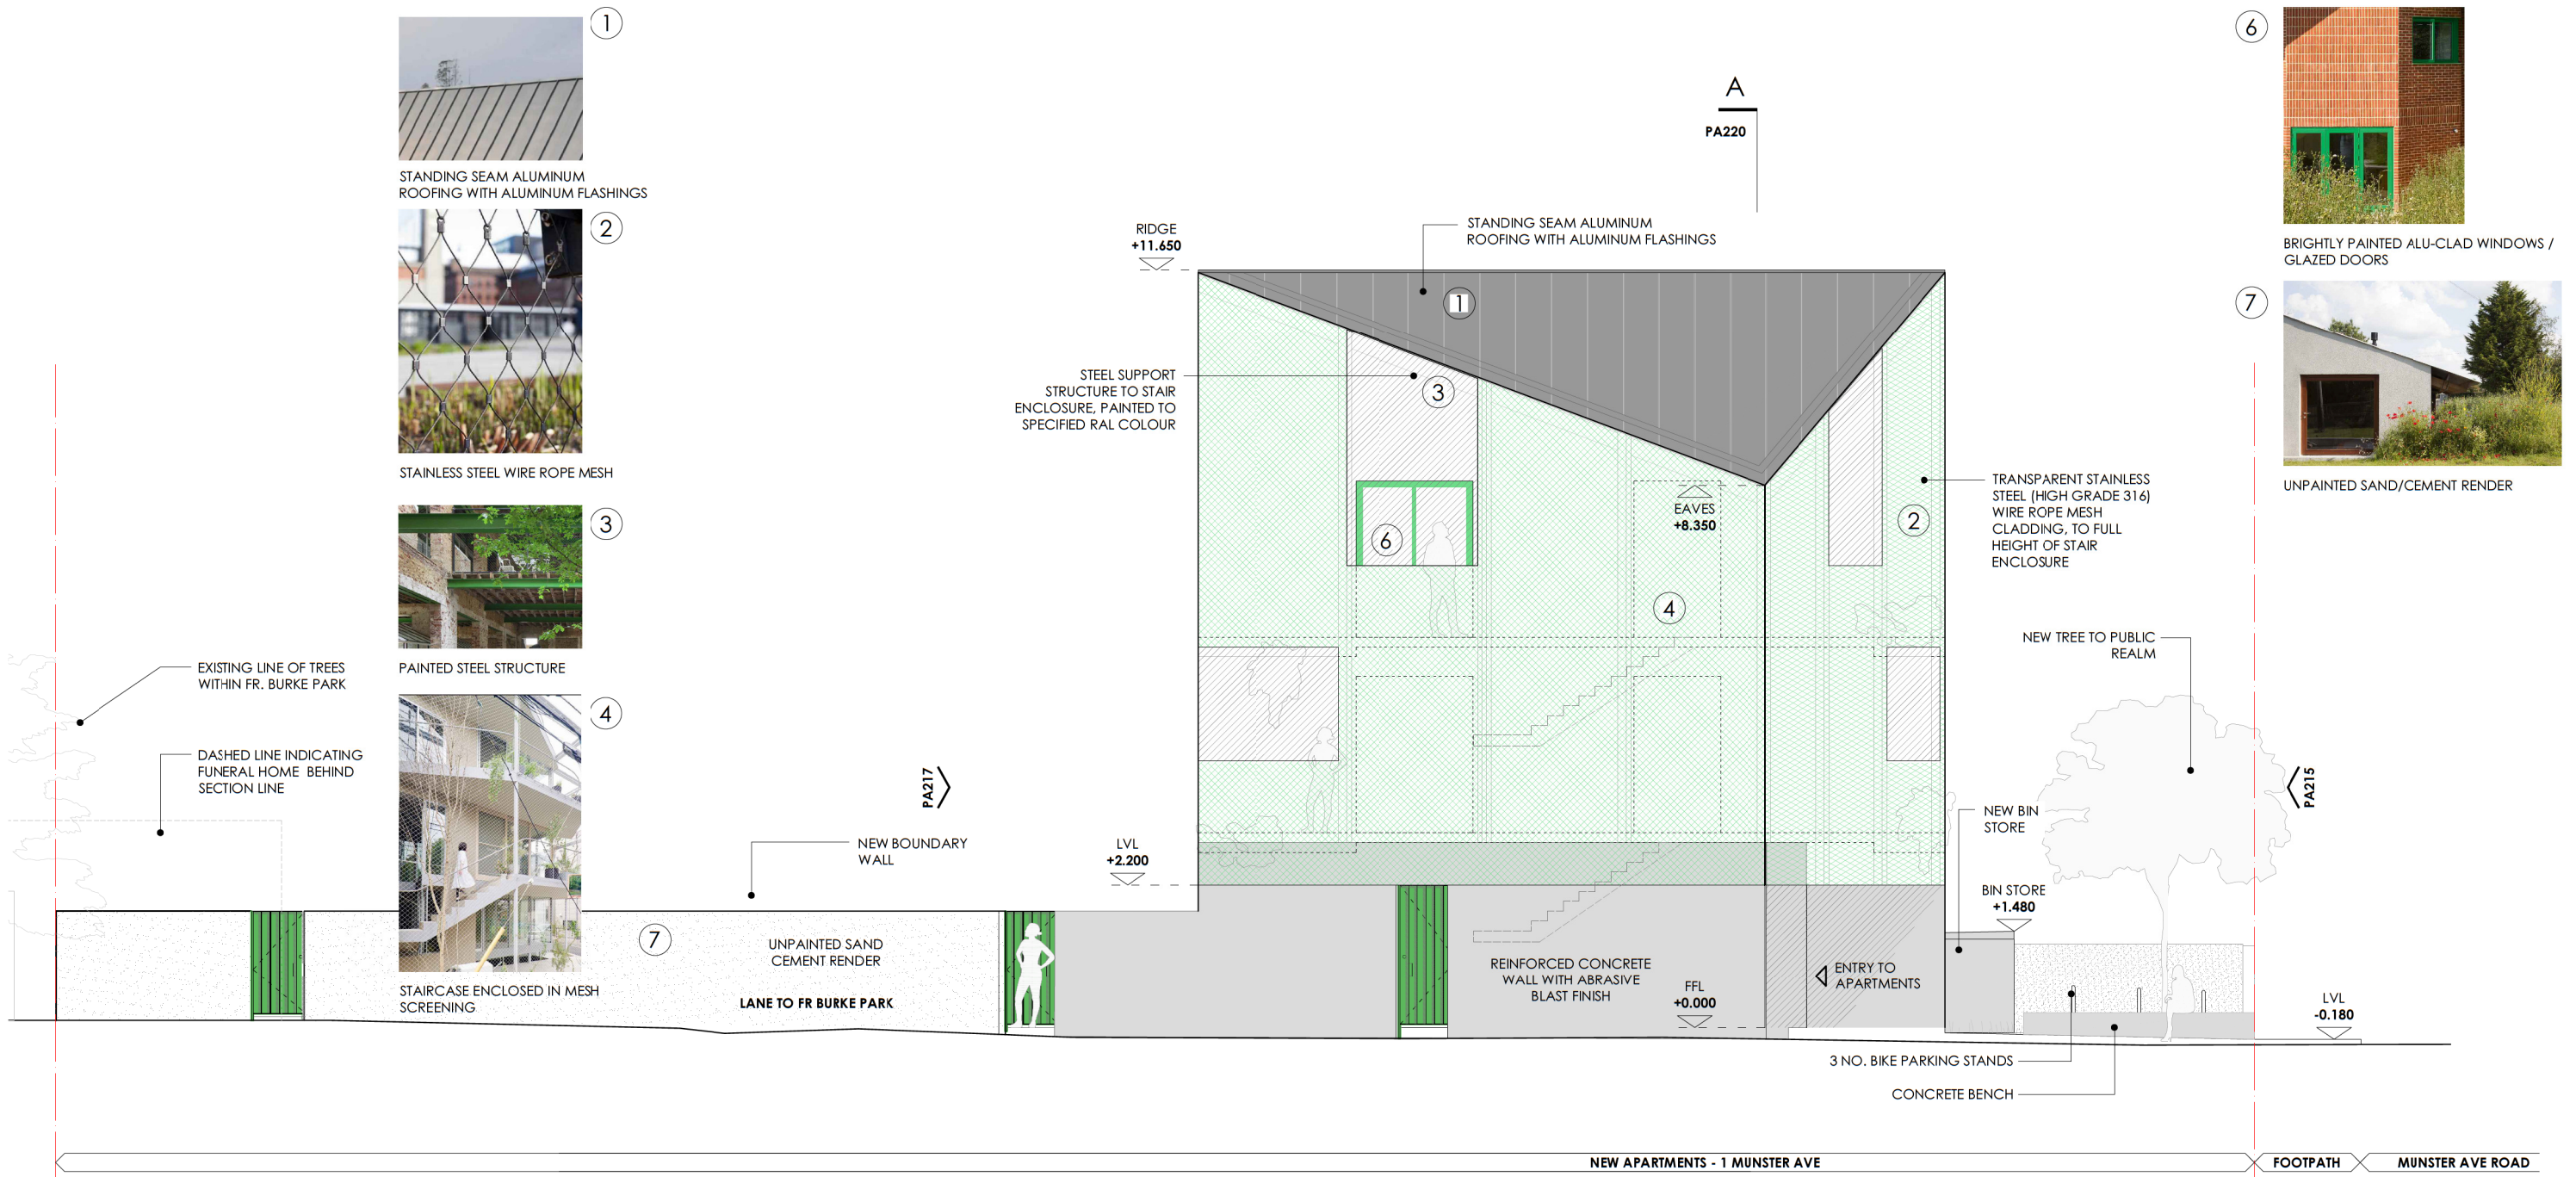 1
STANDING SEAM ALUMINUM
ROOFING WITH ALUMINUM FLASHINGS
2
STAINLESS STEEL WIRE ROPE MESH
3
PAINTED STEEL STRUCTURE
4
STAIRCASE ENCLOSED IN MESH
SCREENING
6
BRIGHTLY PAINTED ALU-CLAD WINDOWS /
GLAZED DOORS
7
UNPAINTED SAND/CEMENT RENDER
A
PA220
RIDGE
+11.650
STANDING SEAM ALUMINUM
ROOFING WITH ALUMINUM FLASHINGS
1
STEEL SUPPORT
STRUCTURE TO STAIR
ENCLOSURE, PAINTED TO
SPECIFIED RAL COLOUR
3
6
EAVES
+8.350
4
2
TRANSPARENT STAINLESS
STEEL (HIGH GRADE 316)
WIRE ROPE MESH
CLADDING, TO FULL
HEIGHT OF STAIR
ENCLOSURE
NEW TREE TO PUBLIC
REALM
EXISTING LINE OF TREES
WITHIN FR. BURKE PARK
DASHED LINE INDICATING
FUNERAL HOME BEHIND
SECTION LINE
PA217
PA215
NEW BOUNDARY
WALL
LVL
+2.200
NEW BIN
STORE
BIN STORE
+1.480
7
UNPAINTED SAND
CEMENT RENDER
LANE TO FR BURKE PARK
REINFORCED CONCRETE
WALL WITH ABRASIVE
BLAST FINISH
FFL
+0.000
ENTRY TO
APARTMENTS
LVL
-0.180
3 NO. BIKE PARKING STANDS
CONCRETE BENCH
NEW APARTMENTS - 1 MUNSTER AVE
FOOTPATH
MUNSTER AVE ROAD